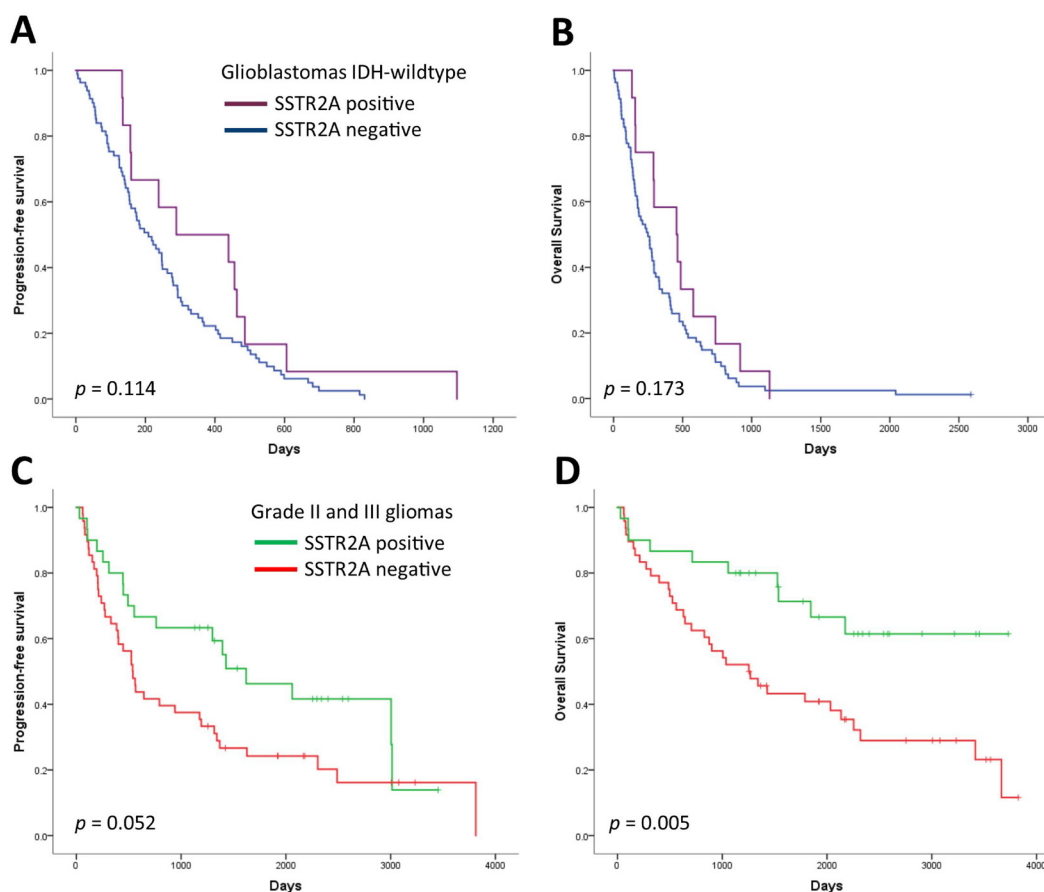 A
Glioblastomas IDH-wildtype
SSTR2A positive
SSTR2A negative
Progression-free survival
1.0
0.8
0.6
0.4
0.2
0.0
p = 0.114
0 200 400 600 800 1000 1200
Days
B
Overall Survival
1.0
0.8
0.6
0.4
0.2
0.0
p = 0.173
0 500 1000 1500 2000 2500 3000
Days
C
Grade II and III gliomas
SSTR2A positive
SSTR2A negative
Progression-free survival
1.0
0.8
0.6
0.4
0.2
0.0
p = 0.052
0 1000 2000 3000 4000
Days
D
Overall Survival
1.0
0.8
0.6
0.4
0.2
0.0
p = 0.005
0 1000 2000 3000 4000
Days